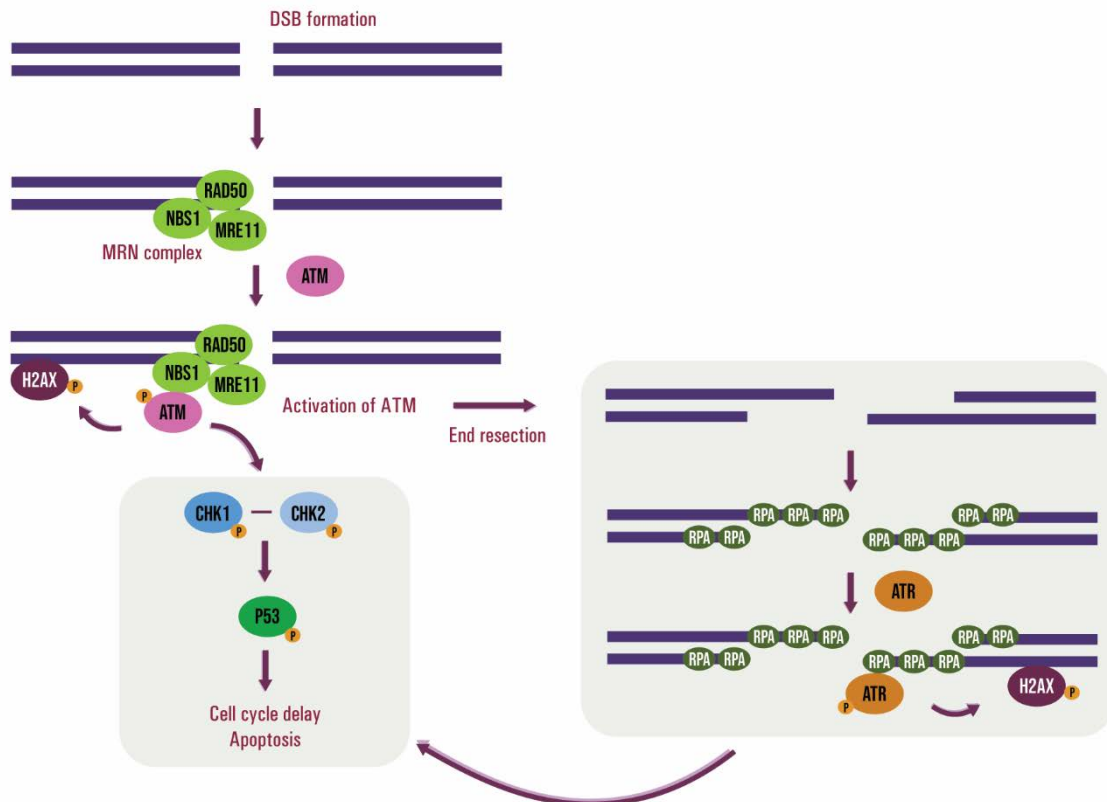 DSB formation
RAD50
NBS1
MRE11
MRN complex
ATM
RAD50
NBS1
MRE11
H2AX
P
P
ATM
Activation of ATM
End resection
CHK1
CHK2
P
P
P53
P
Cell cycle delay
Apoptosis
RPA RPA RPA
RPA RPA
RPA RPA
RPA RPA RPA
ATR
RPA RPA RPA
RPA RPA
RPA RPA
RPA RPA RPA
ATR
P
H2AX
P